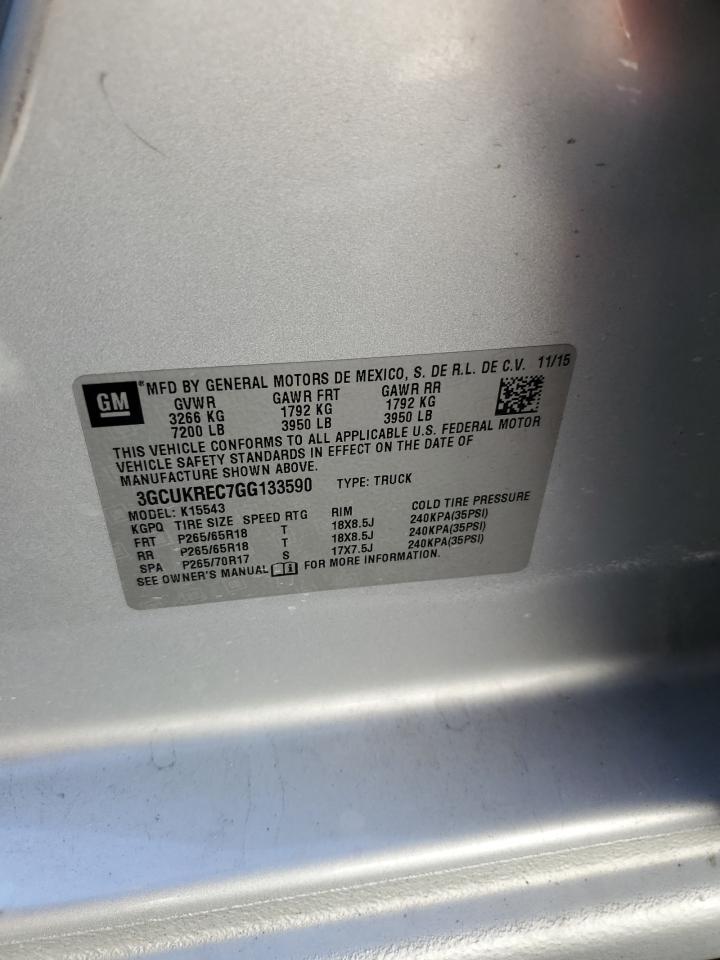 GM ® MFD BY GENERAL MOTORS DE MEXICO, S. DE R.L. DE C.V. 11/15
GVWR GAWR FRT GAWR RR
3266 KG 1792 KG 1792 KG
7200 LB 3950 LB 3950 LB
THIS VEHICLE CONFORMS TO ALL APPLICABLE U.S. FEDERAL MOTOR
VEHICLE SAFETY STANDARDS IN EFFECT ON THE DATE OF
MANUFACTURE SHOWN ABOVE.
3GCUKREC7GG133590 TYPE: TRUCK
MODEL: K15543
KGPQ TIRE SIZE SPEED RTG RIM COLD TIRE PRESSURE
FRT P265/65R18 T 18X8.5J 240KPA(35PSI)
RR P265/65R18 T 18X8.5J 240KPA(35PSI)
SPA P265/70R17 S 17X7.5J 240KPA(35PSI)
SEE OWNER'S MANUAL i FOR MORE INFORMATION.